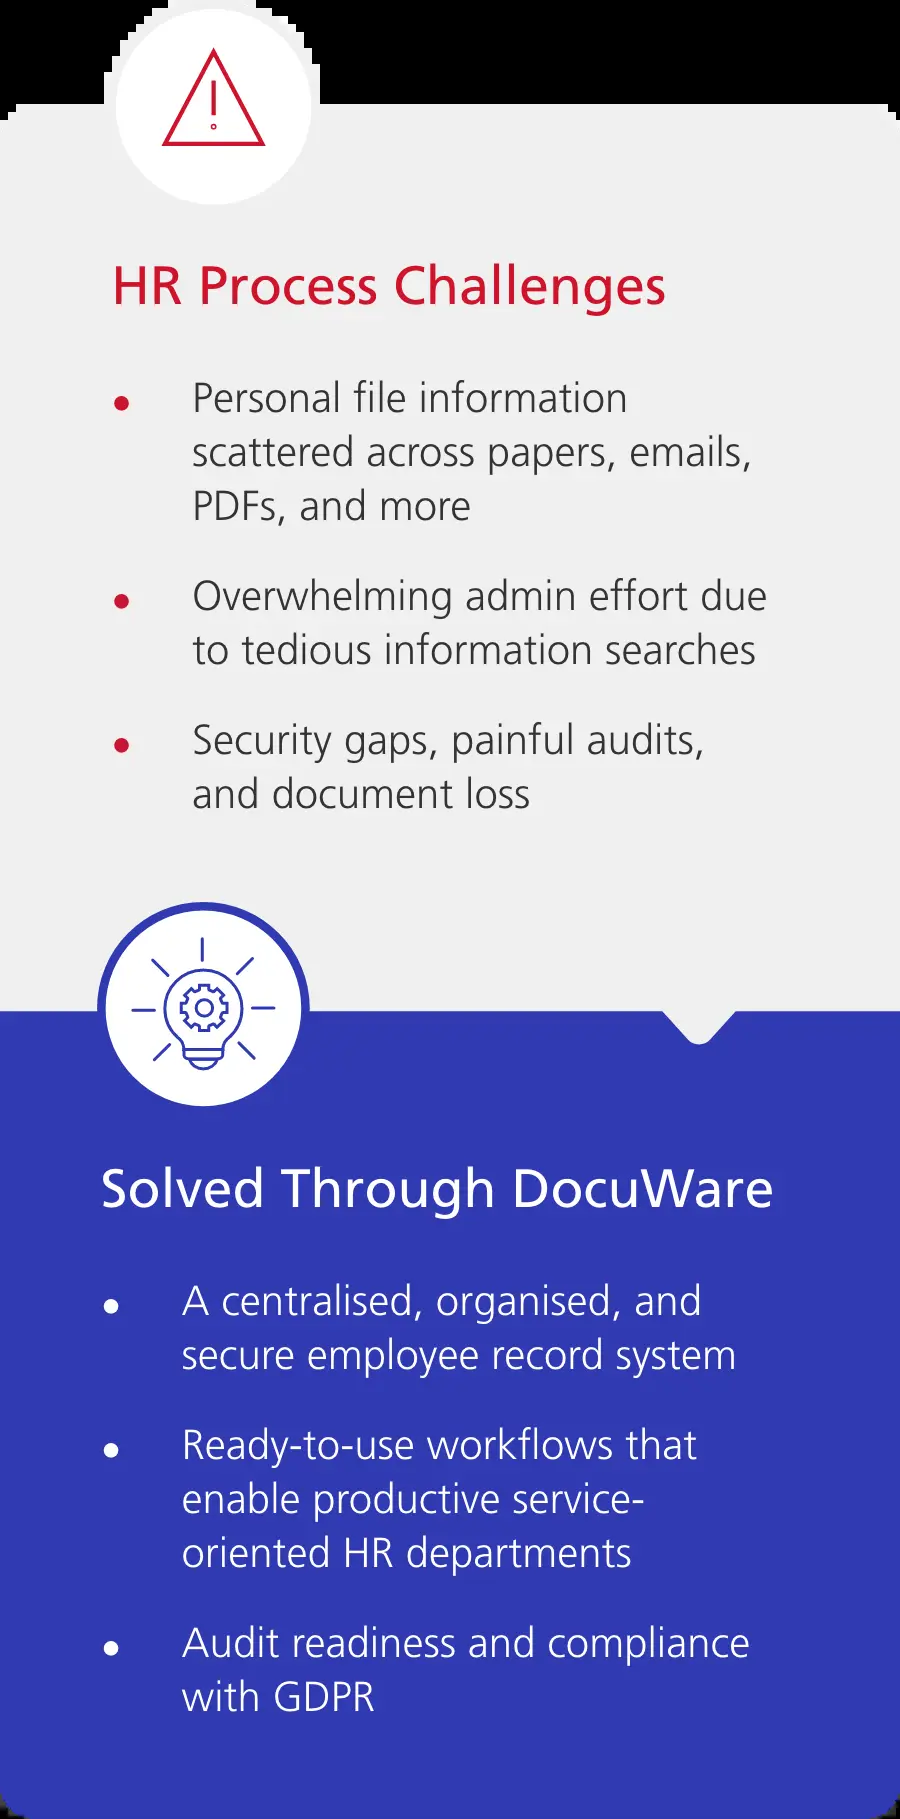 HR Process Challenges
Personal file information
scattered across papers, emails,
PDFs, and more
Overwhelming admin effort due
to tedious information searches
Security gaps, painful audits,
and document loss
Solved Through DocuWare
A centralised, organised, and
secure employee record system
Ready-to-use workflows that
enable productive service-
oriented HR departments
Audit readiness and compliance
with GDPR